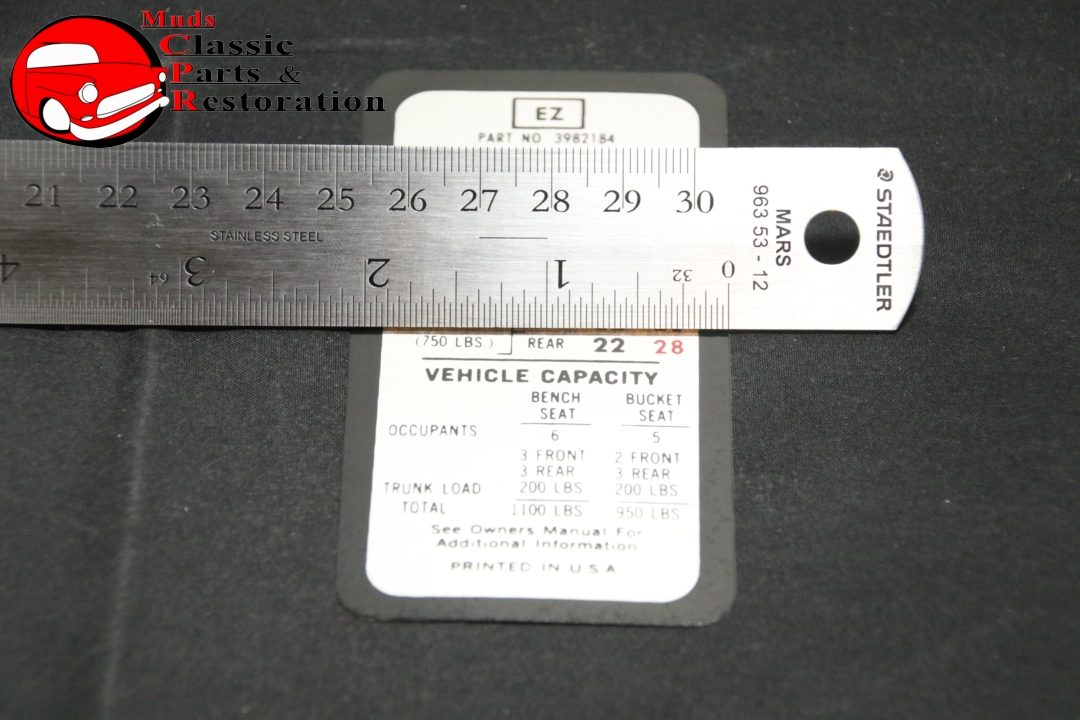 Muds
Classic
Parts &
Restoration
EZ
PART NO 3982184
21 22 23 24 25 26 27 28 29 30
STAINLESS STEEL
MARS
963 53 - 12
STAEDTLER
4 64 3 2 1 32 0
(750 LBS) REAR 22 28
VEHICLE CAPACITY
BENCH SEAT BUCKET SEAT
OCCUPANTS 6 5
3 FRONT 2 FRONT
3 REAR 3 REAR
TRUNK LOAD 200 LBS 200 LBS
TOTAL 1100 LBS 950 LBS
See Owners Manual For
Additional Information
PRINTED IN U S A